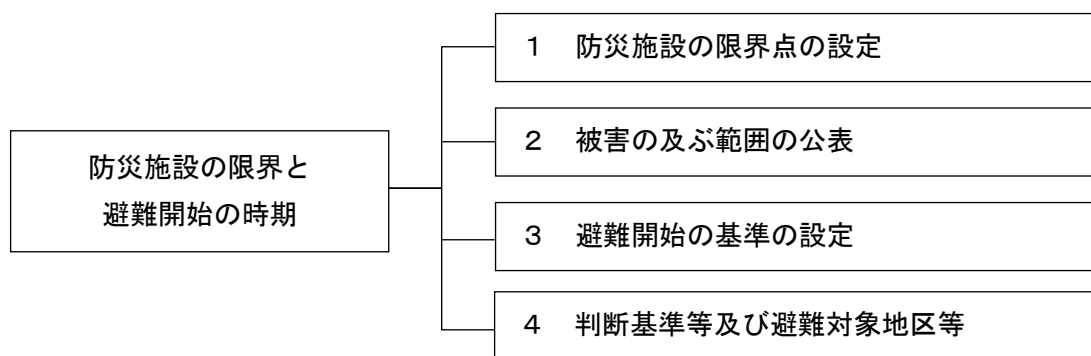 防災施設の限界と
避難開始の時期
１　防災施設の限界点の設定
２　被害の及ぶ範囲の公表
３　避難開始の基準の設定
４　判断基準等及び避難対象地区等